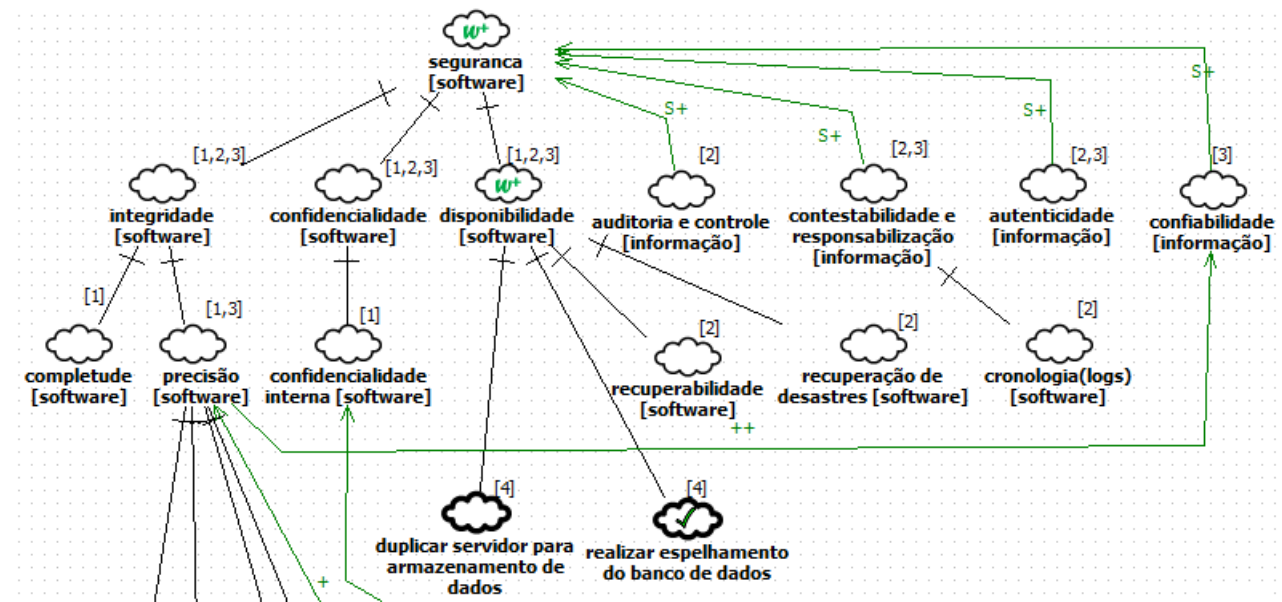 w+
seguranca
[software]
S+
S+
S+
S+
[1,2,3]
integridade
[software]
[1,2,3]
confidencialidade
[software]
[1,2,3]
w+
disponibilidade
[software]
[2]
auditoria e controle
[informação]
[2,3]
contestabilidade e
responsabilização
[informação]
[2,3]
autenticidade
[informação]
[3]
confiabilidade
[informação]
[1]
completude
[software]
[1,3]
precisão
[software]
[1]
confidencialidade
interna [software]
[2]
recuperabilidade
[software]
[2]
recuperação de
desastres [software]
[2]
cronologia(logs)
[software]
++
[4]
duplicar servidor para
armazenamento de
dados
[4]
realizar espelhamento
do banco de dados
+